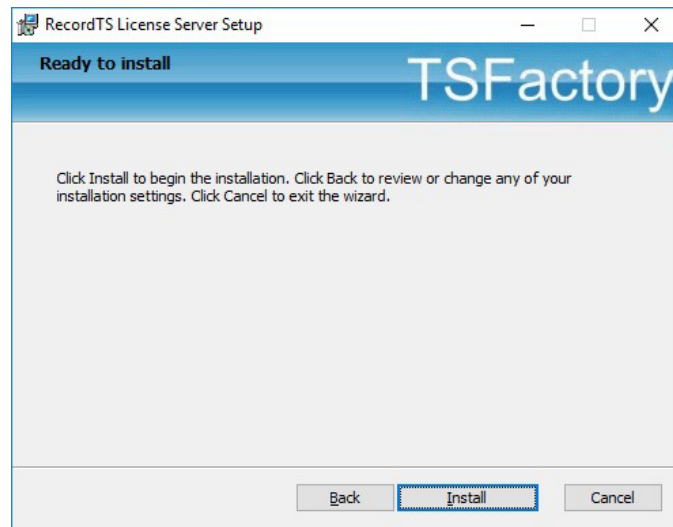 RecordTS License Server Setup
Ready to install
TSFactory
Click Install to begin the installation. Click Back to review or change any of your
installation settings. Click Cancel to exit the wizard.
Back
Install
Cancel